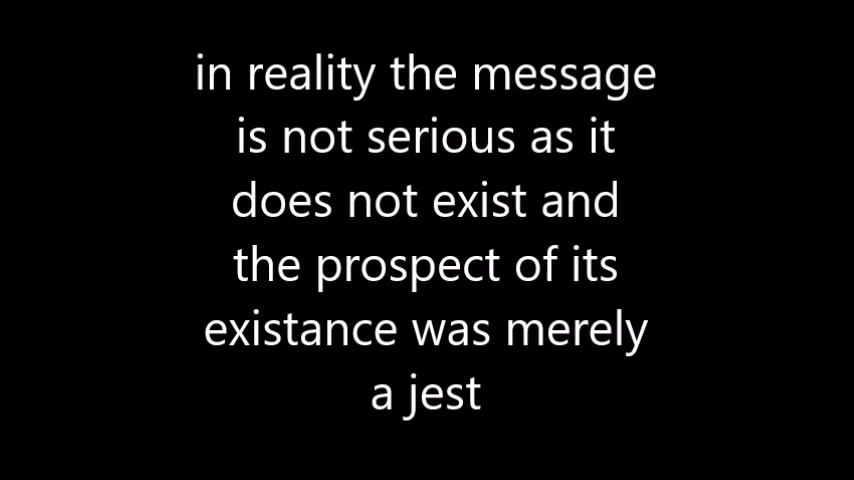 in reality the message
is not serious as it
does not exist and
the prospect of its
existance was merely
a jest